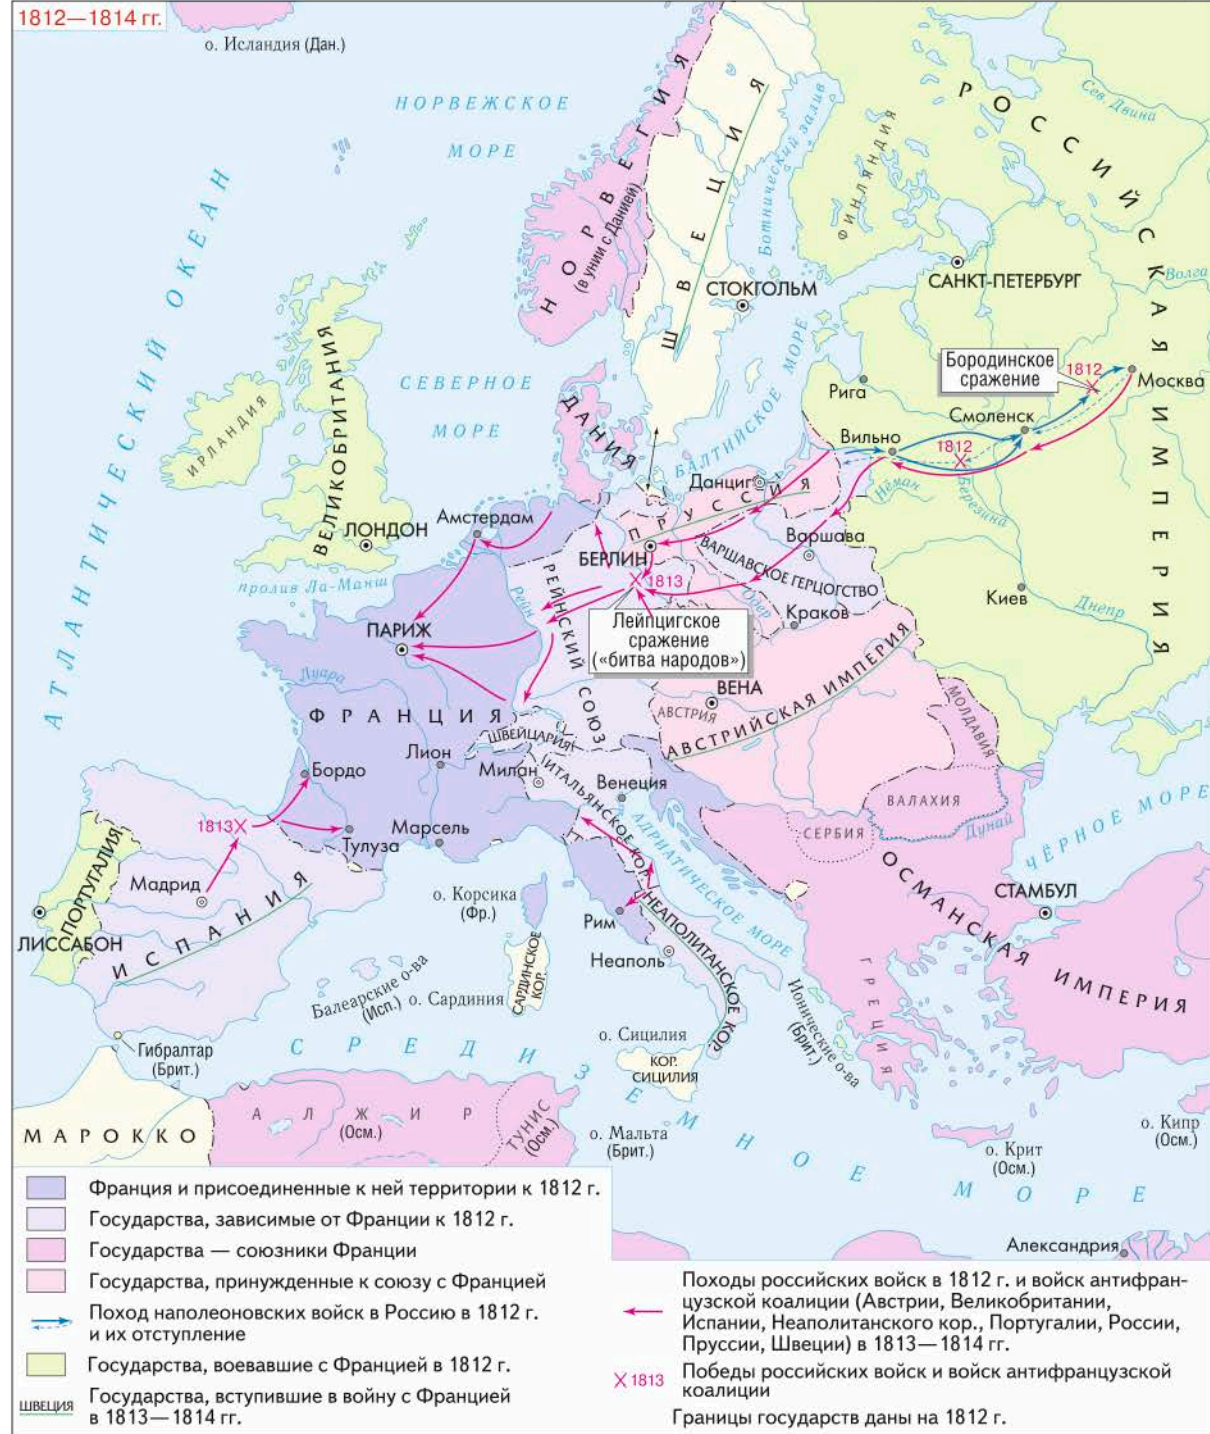 1812—1814 гг.
о. Исландия (Дан.)
НОРВЕЖСКОЕ
МОРЕ
АТЛАНТИЧЕСКИЙ ОКЕАН
НОРВЕГИЯ
(в унии с Данией)
ШВЕЦИЯ
СТОКГОЛЬМ
Ботнический залив
ФИНЛЯНДИЯ
РОССИЙСКАЯ ИМПЕРИЯ
Сев. Двина
Волга
САНКТ-ПЕТЕРБУРГ
СЕВЕРНОЕ
МОРЕ
ДАНИЯ
БАЛТИЙСКОЕ МОРЕ
Рига
Бородинское
сражение
1812
Москва
Смоленск
Вильно
1812
Неман
Березина
ИРЛАНДИЯ
ВЕЛИКОБРИТАНИЯ
ЛОНДОН
Амстердам
пролив Ла-Манш
Данциг
ПРУССИЯ
БЕРЛИН
Варшава
ВАРШАВСКОЕ ГЕРЦОГСТВО
1813
Лейпцигское
сражение
(«битва народов»)
Одер
Краков
Киев
Днепр
Рейн
РЕЙНСКИЙ СОЮЗ
ПАРИЖ
Луара
ФРАНЦИЯ
ВЕНА
АВСТРИЯ
АВСТРИЙСКАЯ ИМПЕРИЯ
МОЛДАВИЯ
ШВЕЙЦАРИЯ
Лион
Милан
Венеция
ИТАЛЬЯНСКОЕ КОР.
Бордо
Тулуза
Марсель
1813
ВАЛАХИЯ
СЕРБИЯ
Дунай
ЧЁРНОЕ МОРЕ
АДРИАТИЧЕСКОЕ МОРЕ
ПОРТУГАЛИЯ
ЛИССАБОН
Мадрид
ИСПАНИЯ
о. Корсика
(Фр.)
Рим
НЕАПОЛИТАНСКОЕ КОР.
Неаполь
САРДИНСКОЕ
КОР.
о. Сардиния
Балеарские о-ва
(Исп.)
Гибралтар
(Брит.)
о. Сицилия
КОР.
СИЦИЛИЯ
Ионические о-ва
(Брит.)
ГРЕЦИЯ
ОСМАНСКАЯ ИМПЕРИЯ
СТАМБУЛ
СРЕДИЗЕМНОЕ МОРЕ
МАРОККО
АЛЖИР
(Осм.)
ТУНИС
(Осм.)
о. Мальта
(Брит.)
о. Крит
(Осм.)
о. Кипр
(Осм.)
Александрия
Франция и присоединенные к ней территории к 1812 г.
Государства, зависимые от Франции к 1812 г.
Государства — союзники Франции
Государства, принужденные к союзу с Францией
Поход наполеоновских войск в Россию в 1812 г.
и их отступление
Государства, воевавшие с Францией в 1812 г.
ШВЕЦИЯ
Государства, вступившие в войну с Францией
в 1813—1814 гг.
Походы российских войск в 1812 г. и войск антифран-
цузской коалиции (Австрии, Великобритании,
Испании, Неаполитанского кор., Португалии, России,
Пруссии, Швеции) в 1813—1814 гг.
1813
Победы российских войск и войск антифранцузской
коалиции
Границы государств даны на 1812 г.